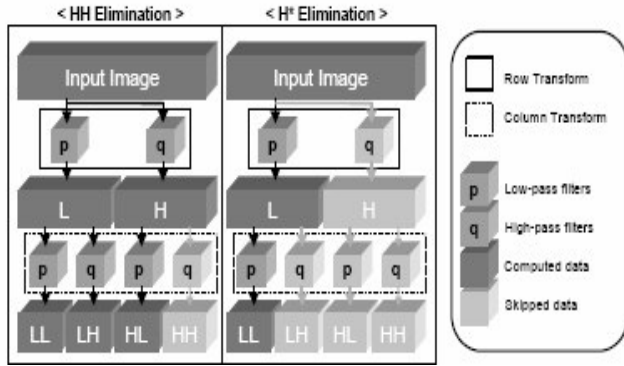 < HH Elimination >
< H* Elimination >
Input Image
Input Image
p q
p q
L H
L H
p q p q
p q p q
LL LH HL HH
LL LH HL HH
Row Transform
Column Transform
p Low-pass filters
q High-pass filters
Computed data
Skipped data